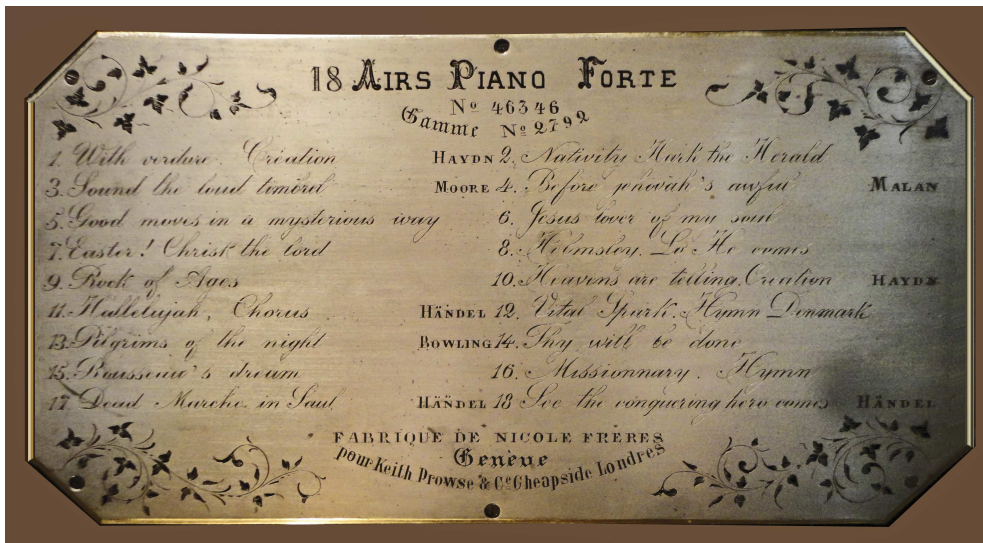 18 AIRS PIANO FORTE
No 46346
Gamme No 2792
1. With verdure. Création HAYDN 2. Nativity Hark the Herald
3. Sound the loud timbrel MOORE 4. Before jehovah's awful MALAN
5. Good moves in a mysterious way 6. Jesus lover of my soul
7. Easter! Christ the lord 8. Helmsley. Lo He comes
9. Rock of Ages 10. Heavens are telling. Création HAYDN
11. Hallelujah, Chorus HÄNDEL 12. Vital Spark. Hymn Denmark
13. Pilgrims of the night BOWLING 14. Thy will be done
15. Rousseau's dream 16. Missionnary. Hymn
17. Dead Marche in Saul HÄNDEL 18 See the conquering hero comes HÄNDEL
FABRIQUE DE NICOLE FRÈRES
Genève
pour Keith Prowse & Ce Cheapside Londres